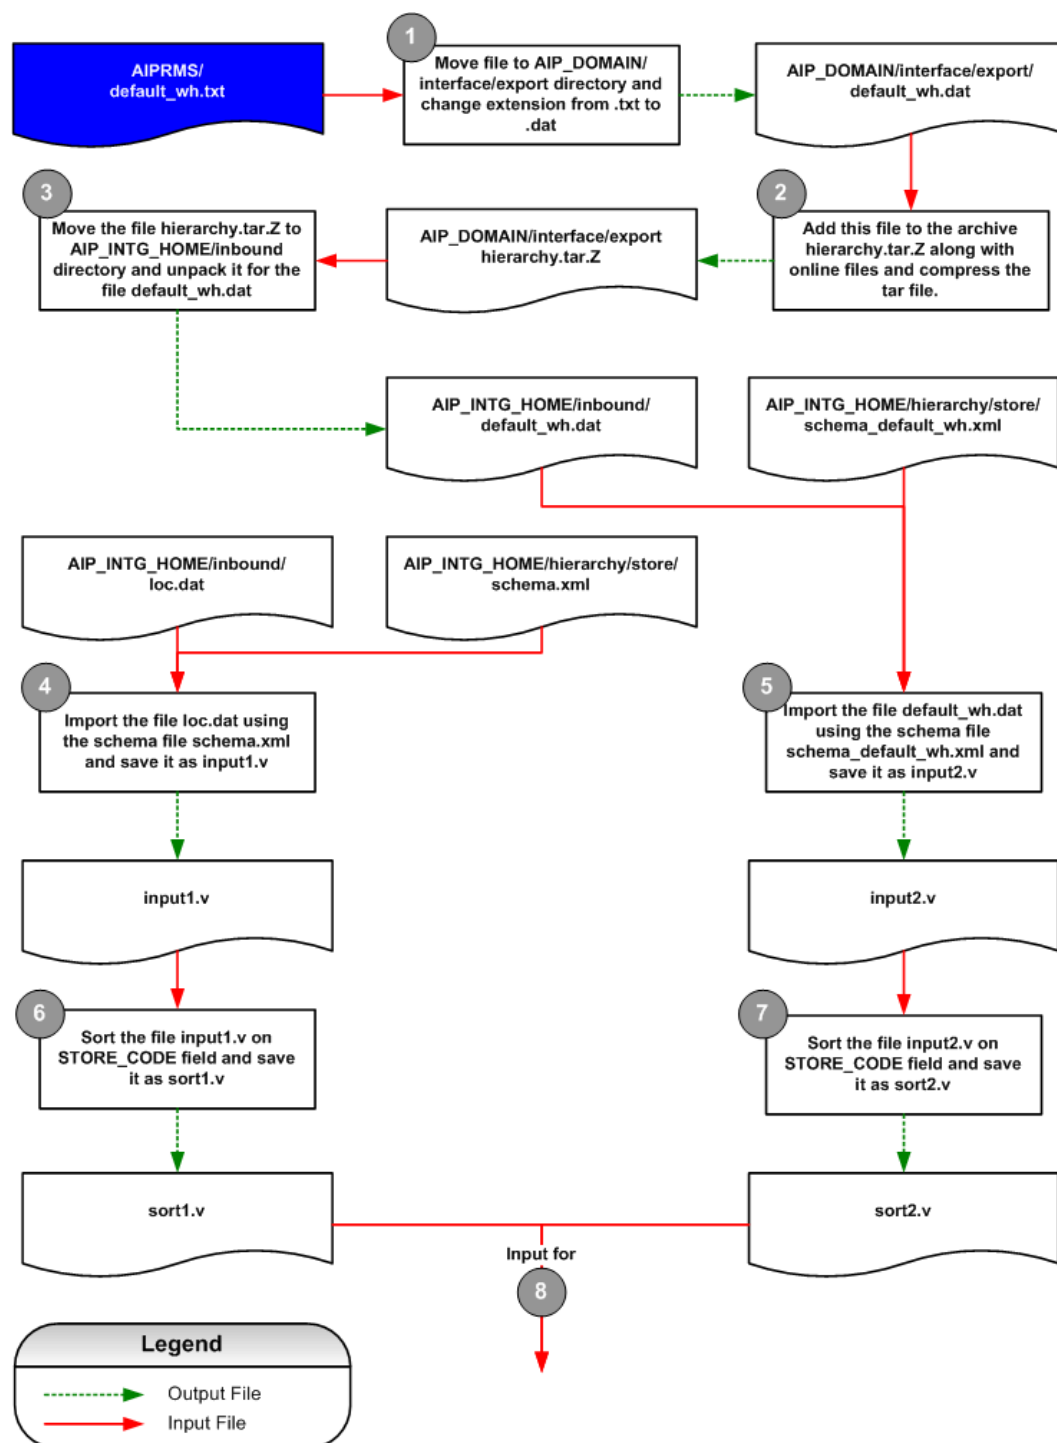 1
AIPRMS/
default_wh.txt
Move file to AIP_DOMAIN/
interface/export directory and
change extension from .txt to
.dat
AIP_DOMAIN/interface/export/
default_wh.dat
3
Move the file hierarchy.tar.Z to
AIP_INTG_HOME/inbound
directory and unpack it for the
file default_wh.dat
AIP_DOMAIN/interface/export
hierarchy.tar.Z
2
Add this file to the archive
hierarchy.tar.Z along with
online files and compress the
tar file.
AIP_INTG_HOME/inbound/
default_wh.dat
AIP_INTG_HOME/hierarchy/store/
schema_default_wh.xml
AIP_INTG_HOME/inbound/
loc.dat
AIP_INTG_HOME/hierarchy/store/
schema.xml
4
Import the file loc.dat using
the schema file schema.xml
and save it as input1.v
5
Import the file default_wh.dat
using the schema file
schema_default_wh.xml and
save it as input2.v
input1.v
input2.v
6
Sort the file input1.v on
STORE_CODE field and save
it as sort1.v
7
Sort the file input2.v on
STORE_CODE field and save
it as sort2.v
sort1.v
sort2.v
Input for
8
Legend
Output File
Input File